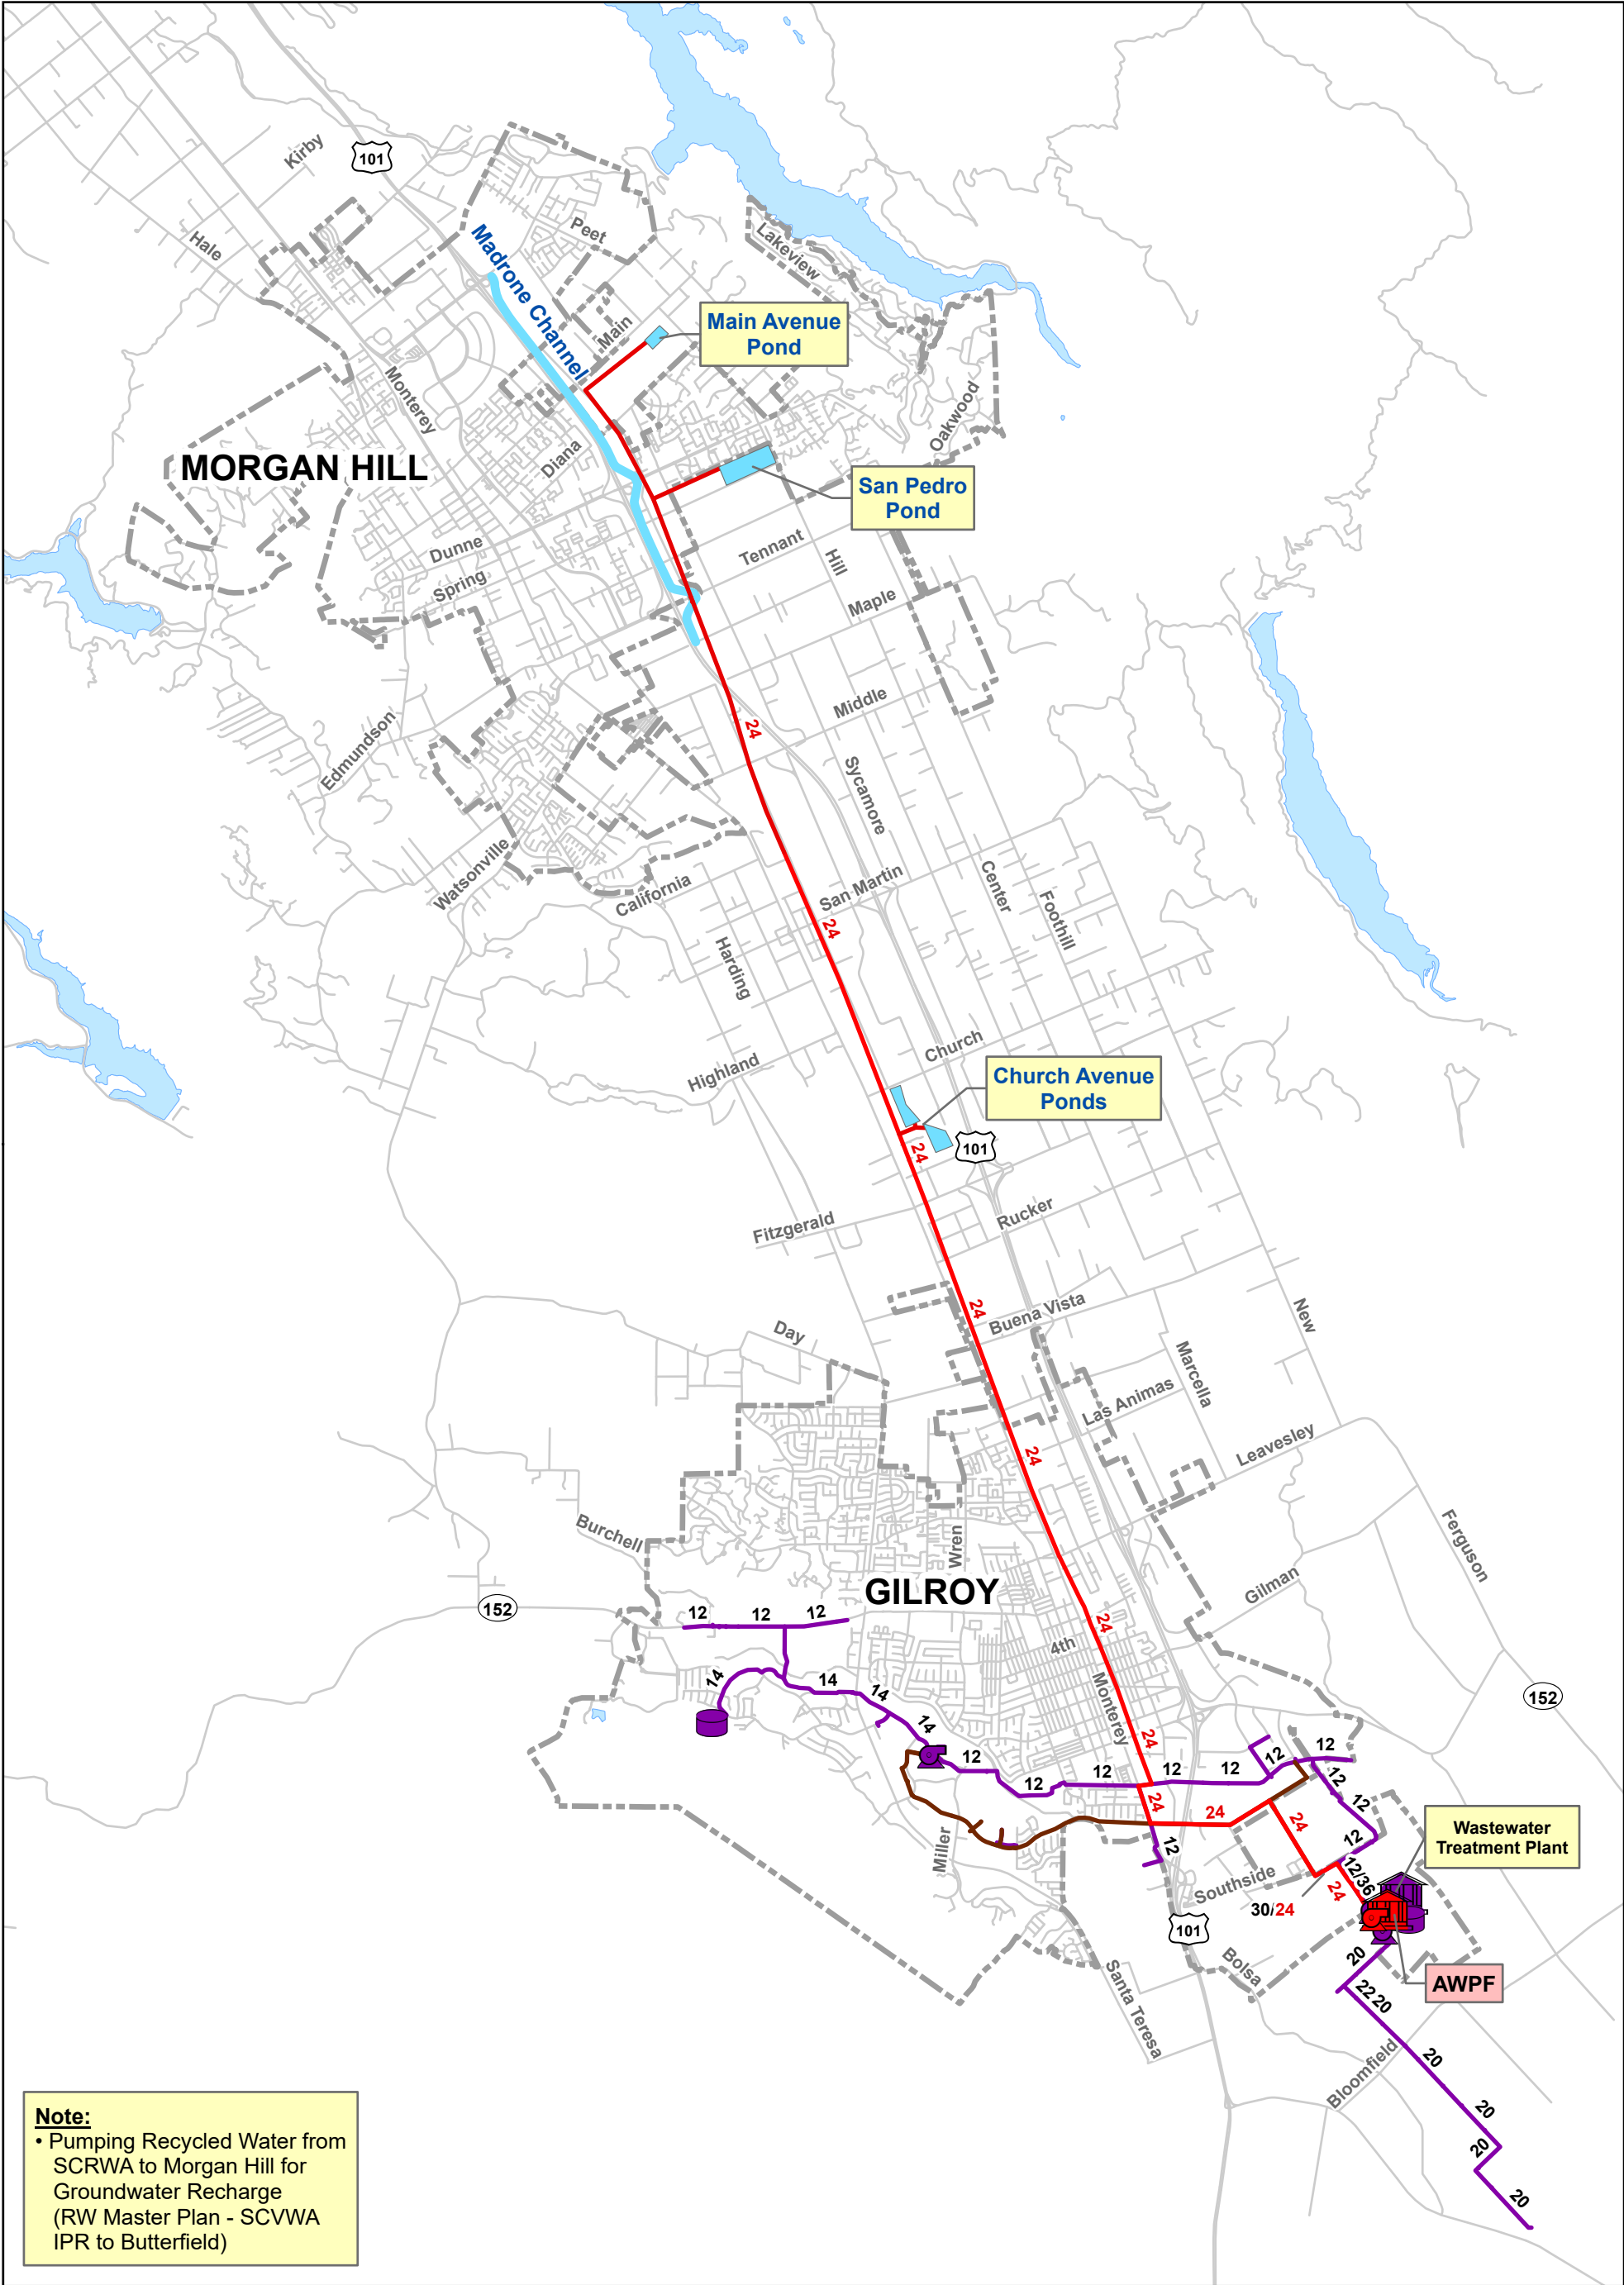 Kirby
101
Hale
Peet
Lakeview
Madrone Channel
Main
Main Avenue
Pond
Monterey
Oakwood
Diana
MORGAN HILL
San Pedro
Pond
Dunne
Tennant
Hill
Spring
Maple
Middle
24
Edmundson
Sycamore
Watsonville
California
San Martin
Center
Foothill
24
Harding
Church
Highland
Church Avenue
Ponds
24
101
Fitzgerald
Rucker
24
Buena Vista
New
Day
Marcella
Las Animas
24
Leavesley
Burchell
Wren
Ferguson
GILROY
Gilman
152
12
12
12
24
4th
14
14
14
Monterey
152
14
24
12
12
12
12
12
12
12
12
12
24
24
24
12
12
Miller
12
Wastewater
Treatment Plant
12/36
24
Southside
30/24
101
Bolsa
20
AWPF
Santa Teresa
22
20
20
Bloomfield
20
20
20
Note:
• Pumping Recycled Water from
SCRWA to Morgan Hill for
Groundwater Recharge
(RW Master Plan - SCVWA
IPR to Butterfield)